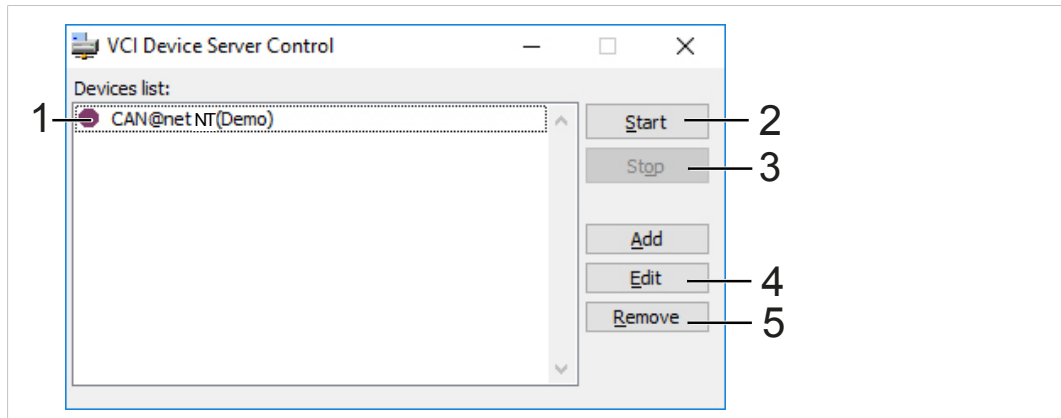 VCI Device Server Control
Devices list:
1 CAN@net NT(Demo)
Start 2
Stop 3
Add
Edit 4
Remove 5